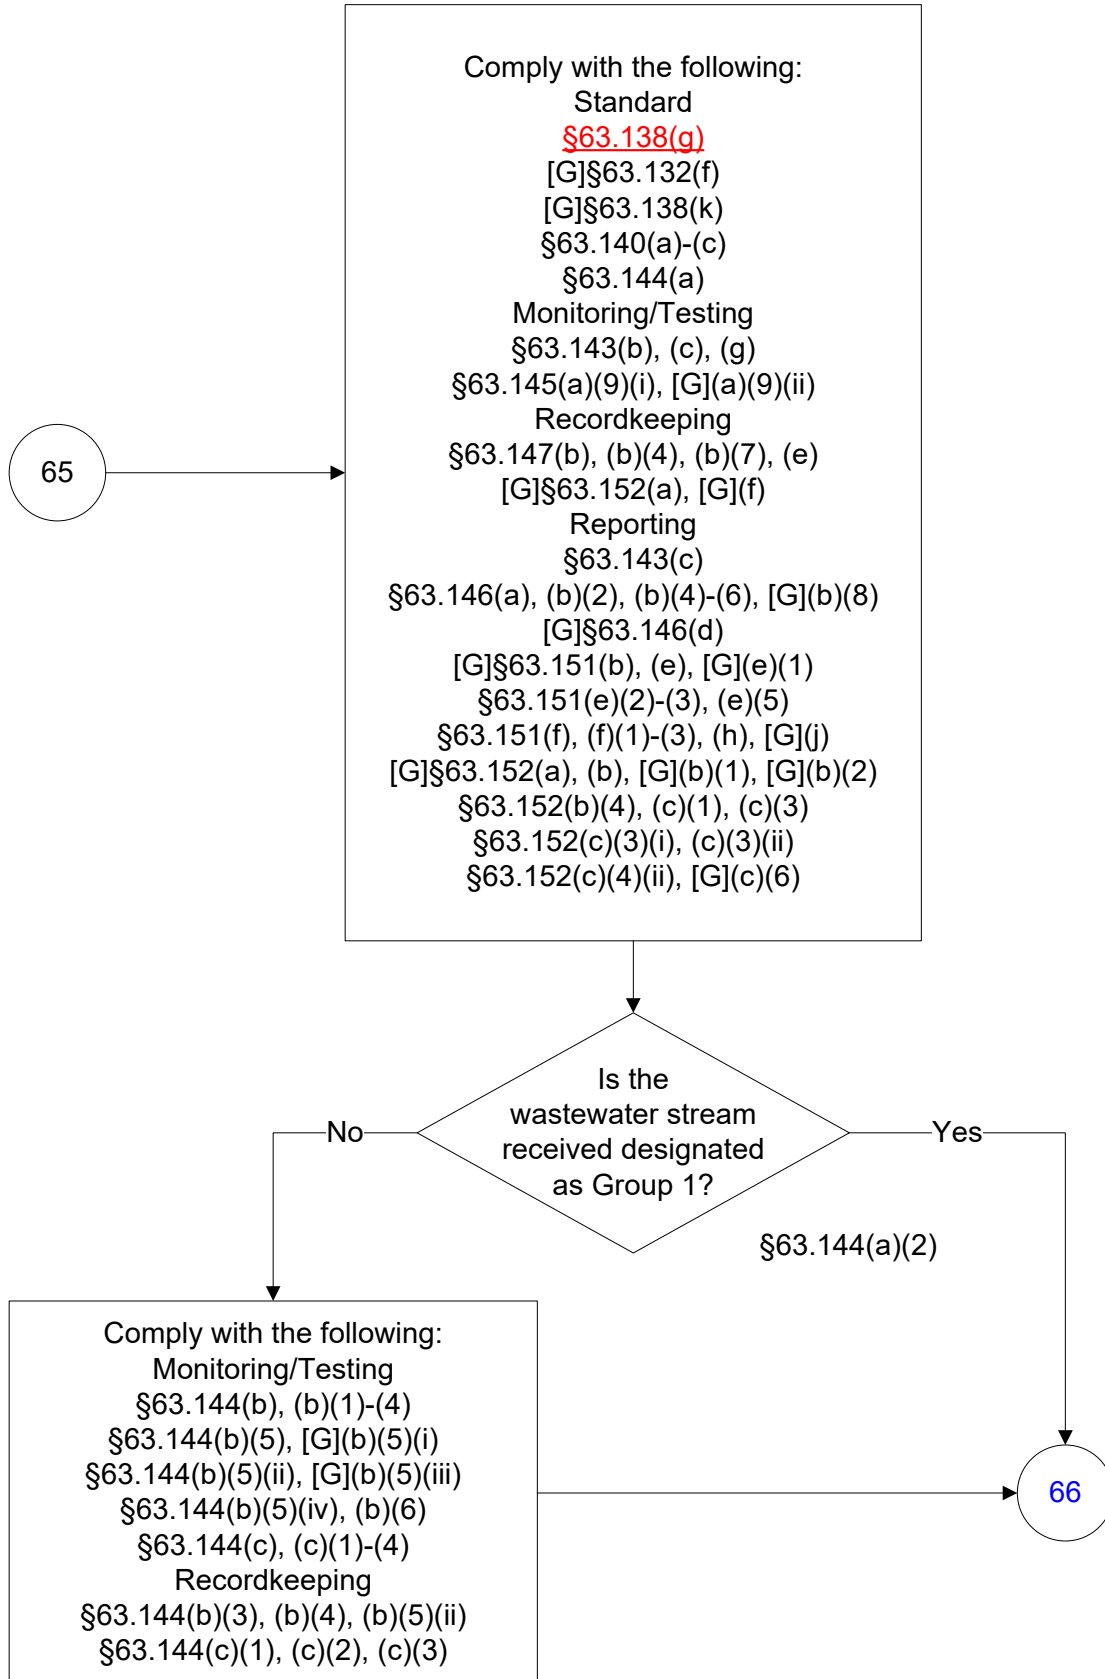 Comply with the following:
Standard
§63.138(g)
[G]§63.132(f)
[G]§63.138(k)
§63.140(a)-(c)
§63.144(a)
Monitoring/Testing
§63.143(b), (c), (g)
§63.145(a)(9)(i), [G](a)(9)(ii)
Recordkeeping
§63.147(b), (b)(4), (b)(7), (e)
[G]§63.152(a), [G](f)
Reporting
§63.143(c)
§63.146(a), (b)(2), (b)(4)-(6), [G](b)(8)
[G]§63.146(d)
[G]§63.151(b), (e), [G](e)(1)
§63.151(e)(2)-(3), (e)(5)
§63.151(f), (f)(1)-(3), (h), [G](j)
[G]§63.152(a), (b), [G](b)(1), [G](b)(2)
§63.152(b)(4), (c)(1), (c)(3)
§63.152(c)(3)(i), (c)(3)(ii)
§63.152(c)(4)(ii), [G](c)(6)
65
Is the
wastewater stream
received designated
as Group 1?
No
Yes
§63.144(a)(2)
Comply with the following:
Monitoring/Testing
§63.144(b), (b)(1)-(4)
§63.144(b)(5), [G](b)(5)(i)
§63.144(b)(5)(ii), [G](b)(5)(iii)
§63.144(b)(5)(iv), (b)(6)
§63.144(c), (c)(1)-(4)
Recordkeeping
§63.144(b)(3), (b)(4), (b)(5)(ii)
§63.144(c)(1), (c)(2), (c)(3)
66